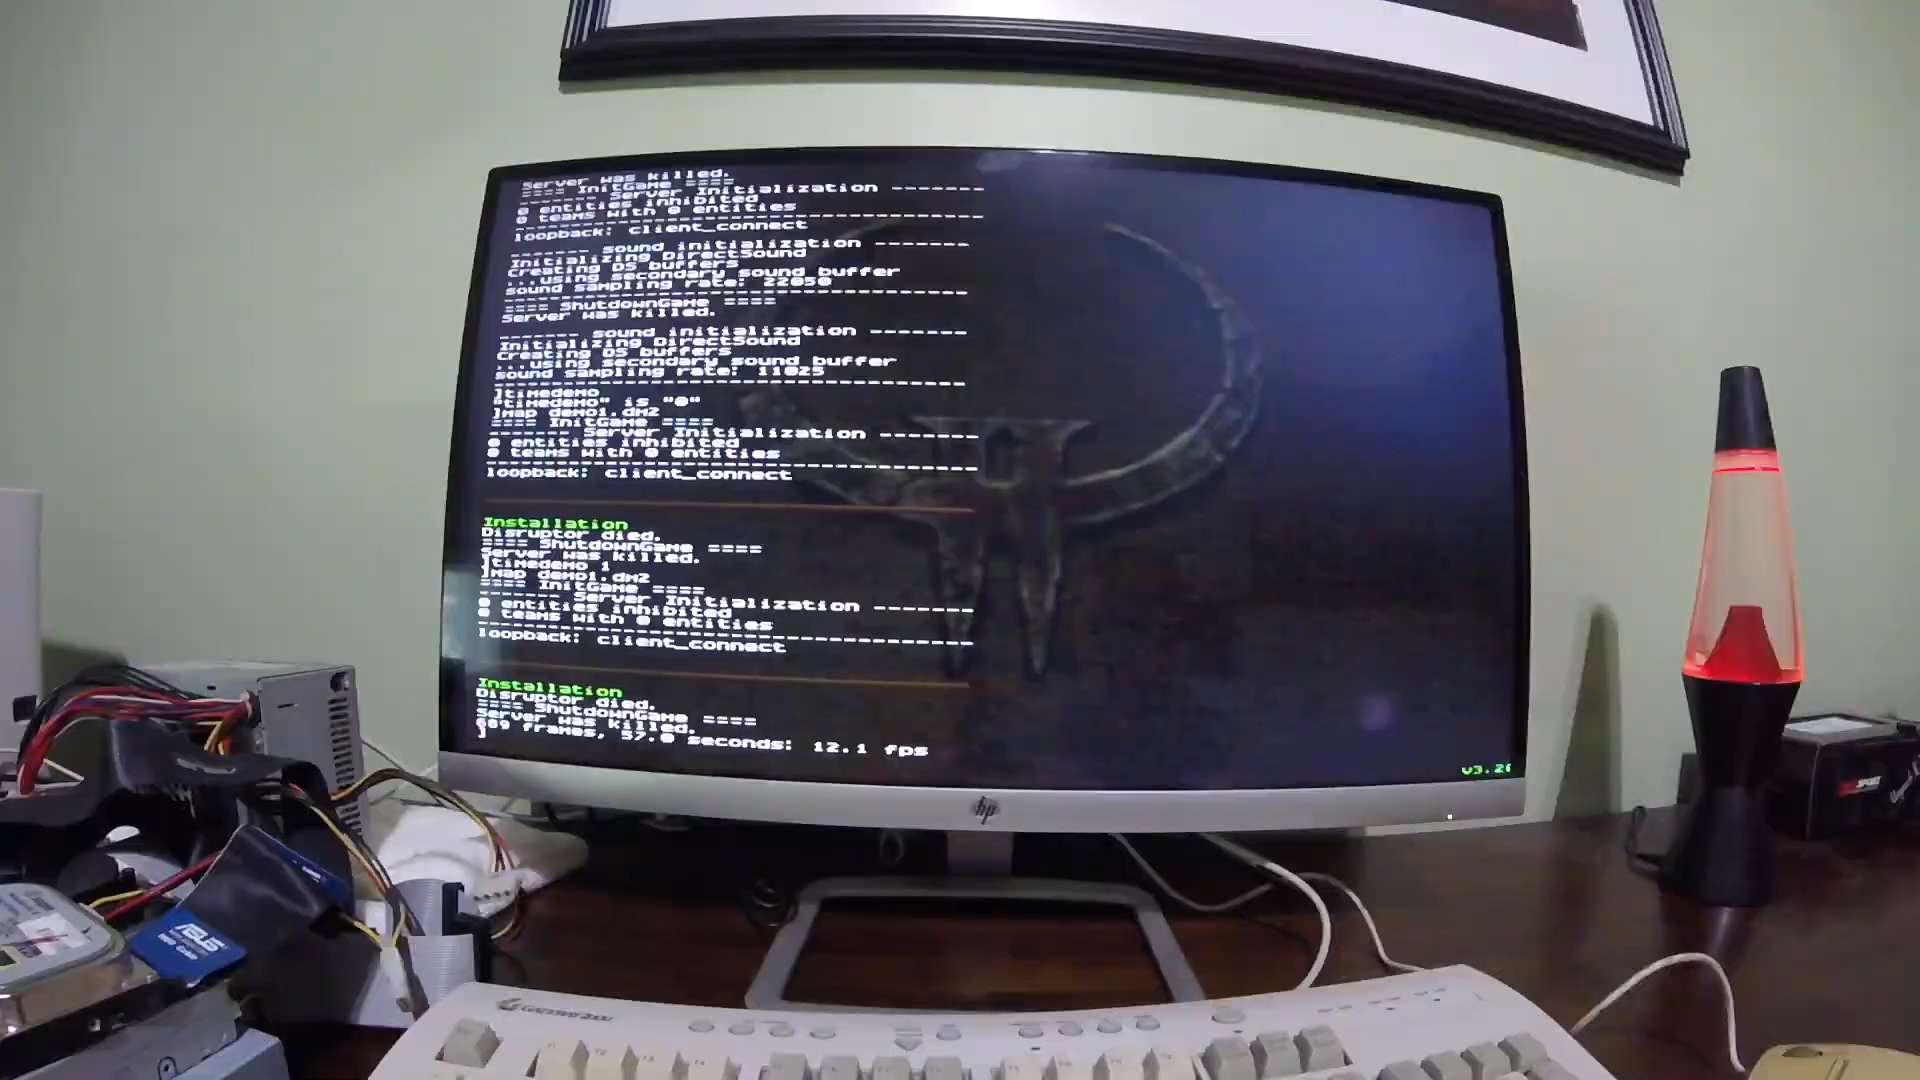 Server was killed.
==== InitGame ====
------- Server Initialization -------
0 entities inhibited
0 teams with 0 entities
-------------------------------------
loopback: client_connect
------- sound initialization -------
Initializing DirectSound
Creating DS buffers
...using secondary sound buffer
sound sampling rate: 22050
------------------------------------
==== ShutdownGame ====
Server was killed.
------- sound initialization -------
Initializing DirectSound
Creating DS buffers
...using secondary sound buffer
sound sampling rate: 11025
------------------------------------
]timedemo
"timedemo" is "0"
]map demo1.dm2
==== InitGame ====
------- Server Initialization -------
0 entities inhibited
0 teams with 0 entities
-------------------------------------
loopback: client_connect
Installation
Disruptor died.
==== ShutdownGame ====
Server was killed.
]timedemo 1
]map demo1.dm2
==== InitGame ====
------- Server Initialization -------
0 entities inhibited
0 teams with 0 entities
-------------------------------------
loopback: client_connect
Installation
Disruptor died.
==== ShutdownGame ====
Server was killed.
689 frames, 57.0 seconds: 12.1 fps
]
v3.20
hp
ASUS
GATEWAY